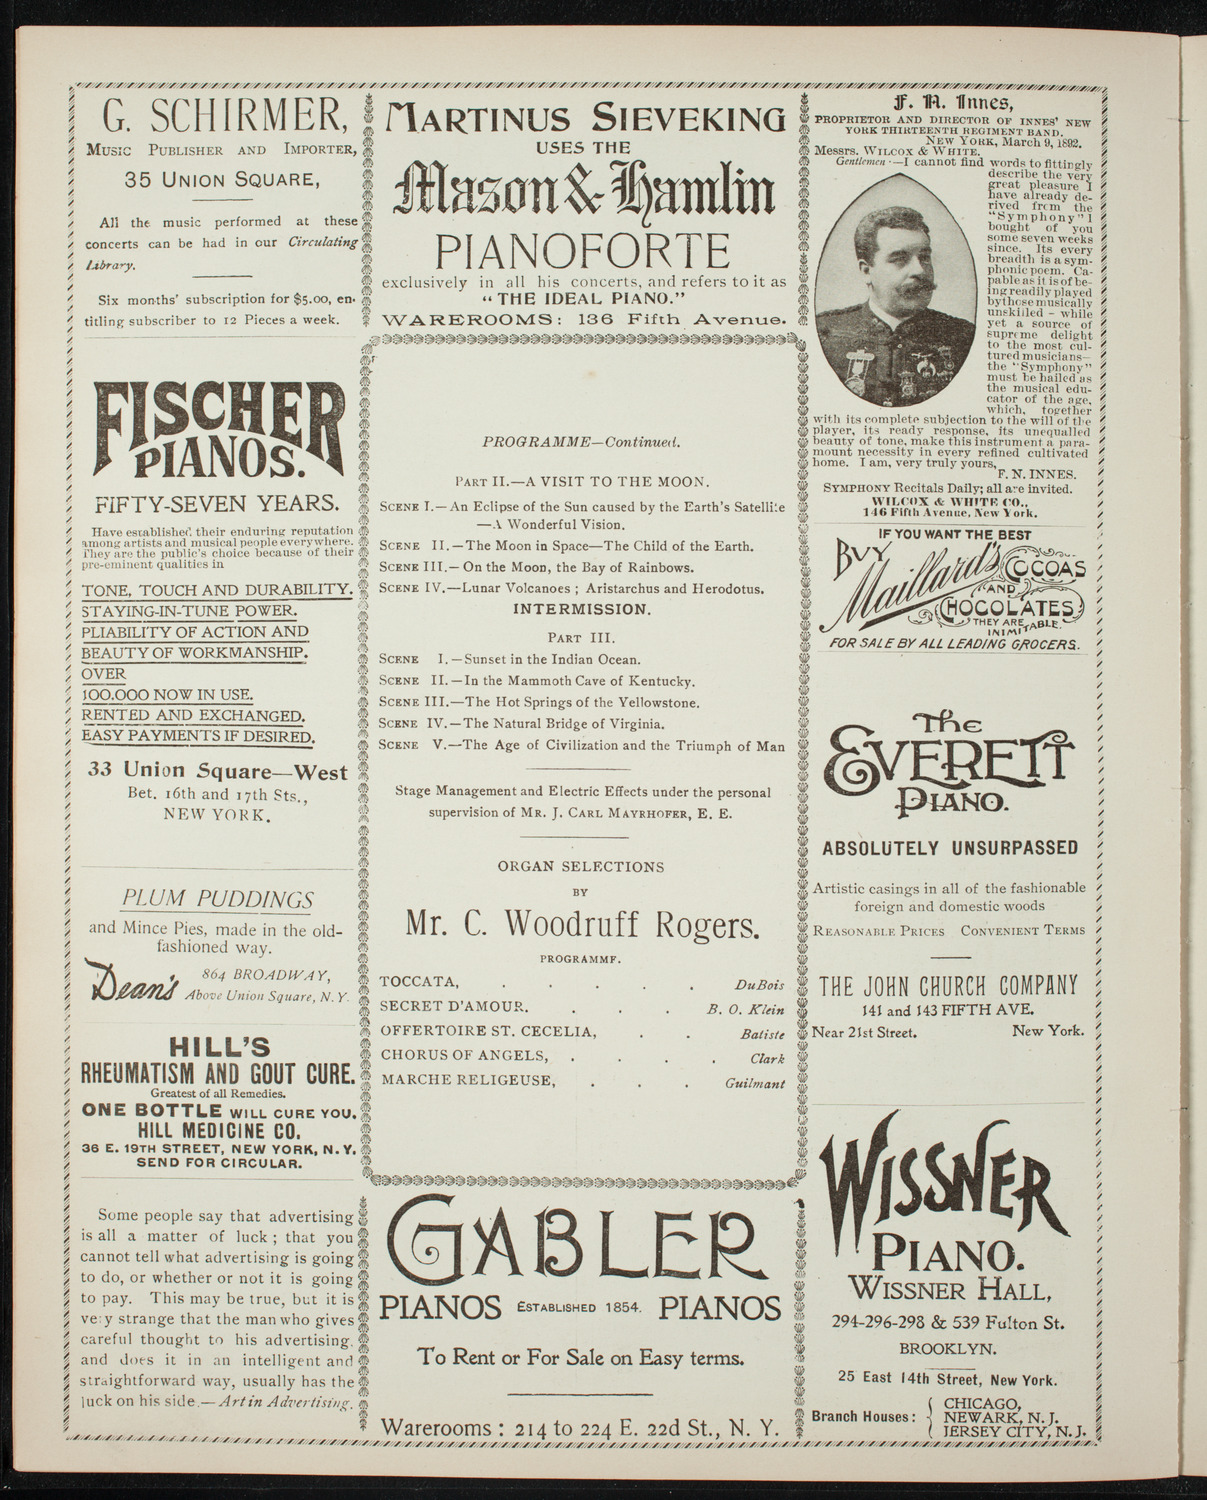 G. SCHIRMER,
MUSIC PUBLISHER AND IMPORTER,
35 UNION SQUARE,
All the music performed at these
concerts can be had in our Circulating
Library.
Six months' subscription for $5.00, en-
titling subscriber to 12 Pieces a week.
FISCHER
PIANOS.
FIFTY-SEVEN YEARS.
Have established their enduring reputation
among artists and musical people everywhere.
They are the public's choice because of their
pre-eminent qualities in
TONE, TOUCH AND DURABILITY.
STAYING-IN-TUNE POWER.
PLIABILITY OF ACTION AND
BEAUTY OF WORKMANSHIP.
OVER
100.000 NOW IN USE.
RENTED AND EXCHANGED.
EASY PAYMENTS IF DESIRED.
33 Union Square—West
Bet. 16th and 17th Sts.,
NEW YORK.
PLUM PUDDINGS
and Mince Pies, made in the old-
fashioned way.
Dean's
864 BROADWAY,
Above Union Square, N. Y.
HILL'S
RHEUMATISM AND GOUT CURE.
Greatest of all Remedies.
ONE BOTTLE WILL CURE YOU.
HILL MEDICINE CO.
36 E. 19TH STREET, NEW YORK, N. Y.
SEND FOR CIRCULAR.
Some people say that advertising
is all a matter of luck; that you
cannot tell what advertising is going
to do, or whether or not it is going
to pay. This may be true, but it is
very strange that the man who gives
careful thought to his advertising.
and does it in an intelligent and
straightforward way, usually has the
luck on his side.—Art in Advertising.
MARTINUS SIEVEKING
USES THE
Mason & Hamlin
PIANOFORTE
exclusively in all his concerts, and refers to it as
"THE IDEAL PIANO."
WAREROOMS: 136 Fifth Avenue.
PROGRAMME—Continued.
PART II.—A VISIT TO THE MOON.
SCENE I.—An Eclipse of the Sun caused by the Earth's Satellite
—A Wonderful Vision.
SCENE II.—The Moon in Space—The Child of the Earth.
SCENE III.—On the Moon, the Bay of Rainbows.
SCENE IV.—Lunar Volcanoes; Aristarchus and Herodotus.
INTERMISSION.
PART III.
SCENE I.—Sunset in the Indian Ocean.
SCENE II.—In the Mammoth Cave of Kentucky.
SCENE III.—The Hot Springs of the Yellowstone.
SCENE IV.—The Natural Bridge of Virginia.
SCENE V.—The Age of Civilization and the Triumph of Man
Stage Management and Electric Effects under the personal
supervision of MR. J. CARL MAYRHOFER, E. E.
ORGAN SELECTIONS
BY
Mr. C. Woodruff Rogers.
PROGRAMMF.
TOCCATA, . . . . . DuBois
SECRET D'AMOUR. . . . B. O. Klein
OFFERTOIRE ST. CECELIA, . . Batiste
CHORUS OF ANGELS, . . . . Clark
MARCHE RELIGEUSE, . . . Guilmant
GABLER
PIANOS ESTABLISHED 1854. PIANOS
To Rent or For Sale on Easy terms.
Warerooms: 214 to 224 E. 22d St., N. Y.
F. N. Innes,
PROPRIETOR AND DIRECTOR OF INNES' NEW
YORK THIRTEENTH REGIMENT BAND.
NEW YORK, March 9, 1892.
Messrs. WILCOX & WHITE.
Gentlemen:—I cannot find words to fittingly
describe the very
great pleasure I
have already de-
rived from the
"Symphony" I
bought of you
some seven weeks
since. Its every
breadth is a sym-
phonic poem. Ca-
pable as it is of be-
ing readily played
by those musically
unskilled - while
yet a source of
supreme delight
to the most cul-
tured musicians—
the "Symphony"
must be hailed as
the musical edu-
cator of the age,
which, together
with its complete subjection to the will of the
player, its ready response, its unequalled
beauty of tone, make this instrument a para-
mount necessity in every refined cultivated
home. I am, very truly yours,
F. N. INNES.
SYMPHONY Recitals Daily; all are invited.
WILCOX & WHITE CO.,
146 Fifth Avenue, New York.
IF YOU WANT THE BEST
BUY
Maillard's
COCOAS
AND
CHOCOLATES
THEY ARE
INIMITABLE.
FOR SALE BY ALL LEADING GROCERS.
The
EVERETT
PIANO.
ABSOLUTELY UNSURPASSED
Artistic casings in all of the fashionable
foreign and domestic woods
REASONABLE PRICES CONVENIENT TERMS
THE JOHN CHURCH COMPANY
141 and 143 FIFTH AVE.
Near 21st Street. New York.
WISSNER
PIANO.
WISSNER HALL,
294-296-298 & 539 Fulton St.
BROOKLYN.
25 East 14th Street, New York.
Branch Houses:
CHICAGO,
NEWARK, N. J.
JERSEY CITY, N. J.